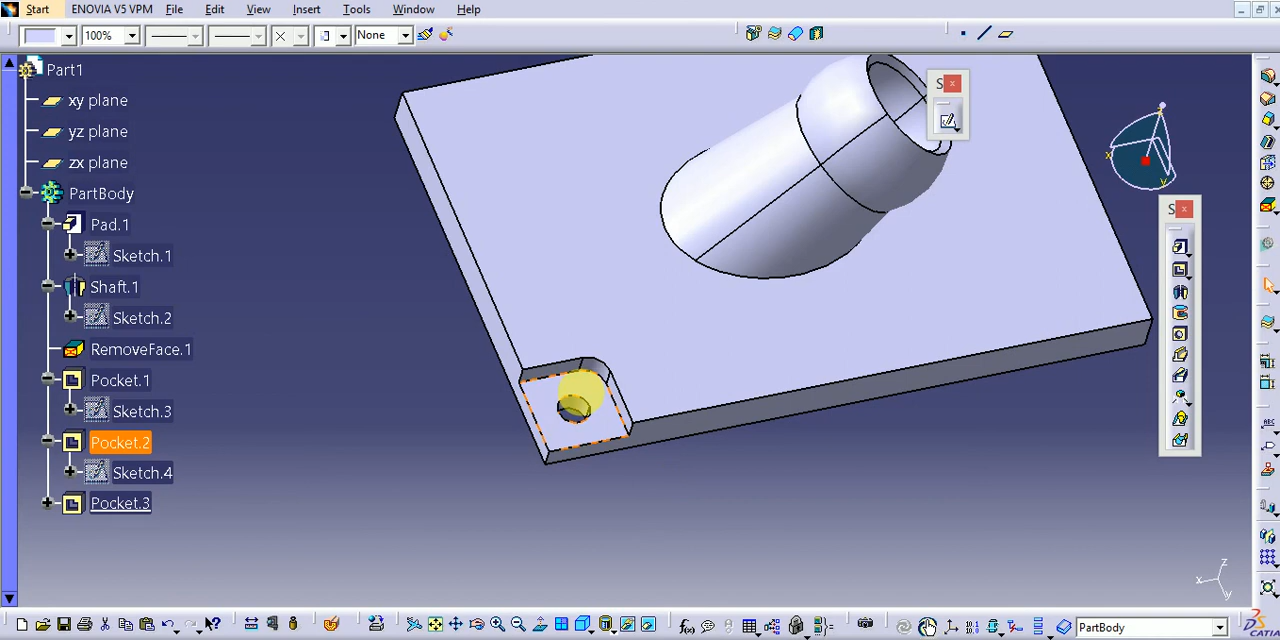 Start ENOVIA V5 VPM File Edit View Insert Tools Window Help
100% None
Part1
xy plane
yz plane
zx plane
PartBody
Pad.1
Sketch.1
Shaft.1
Sketch.2
RemoveFace.1
Pocket.1
Sketch.3
Pocket.2
Sketch.4
Pocket.3
S
S
x
z
y
PartBody